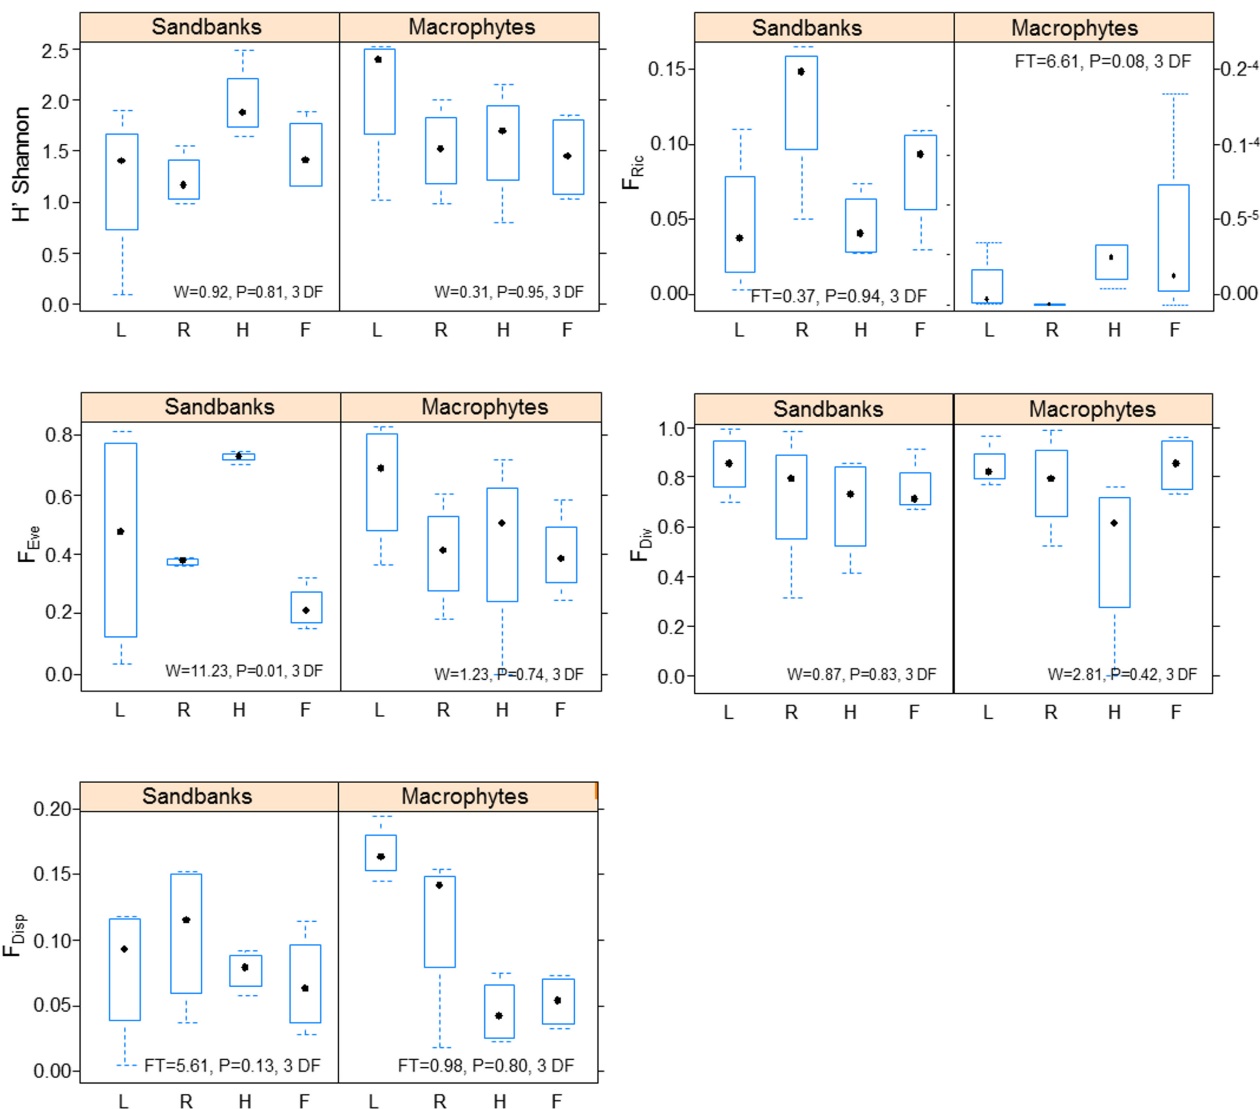 Sandbanks Macrophytes
H' Shannon
2.5
2.0
1.5
1.0
0.5
0.0
W=0.92, P=0.81, 3 DF
W=0.31, P=0.95, 3 DF
L R H F L R H F
Sandbanks Macrophytes
F_Ric
0.15
0.10
0.05
0.00
FT=6.61, P=0.08, 3 DF
FT=0.37, P=0.94, 3 DF
0.2-4
0.1-4
0.5-5
0.00
L R H F L R H F
Sandbanks Macrophytes
F_Eve
0.8
0.6
0.4
0.2
0.0
W=11.23, P=0.01, 3 DF
W=1.23, P=0.74, 3 DF
L R H F L R H F
Sandbanks Macrophytes
F_Div
1.0
0.8
0.6
0.4
0.2
0.0
W=0.87, P=0.83, 3 DF
W=2.81, P=0.42, 3 DF
L R H F L R H F
Sandbanks Macrophytes
F_Disp
0.20
0.15
0.10
0.05
0.00
FT=5.61, P=0.13, 3 DF
FT=0.98, P=0.80, 3 DF
L R H F L R H F